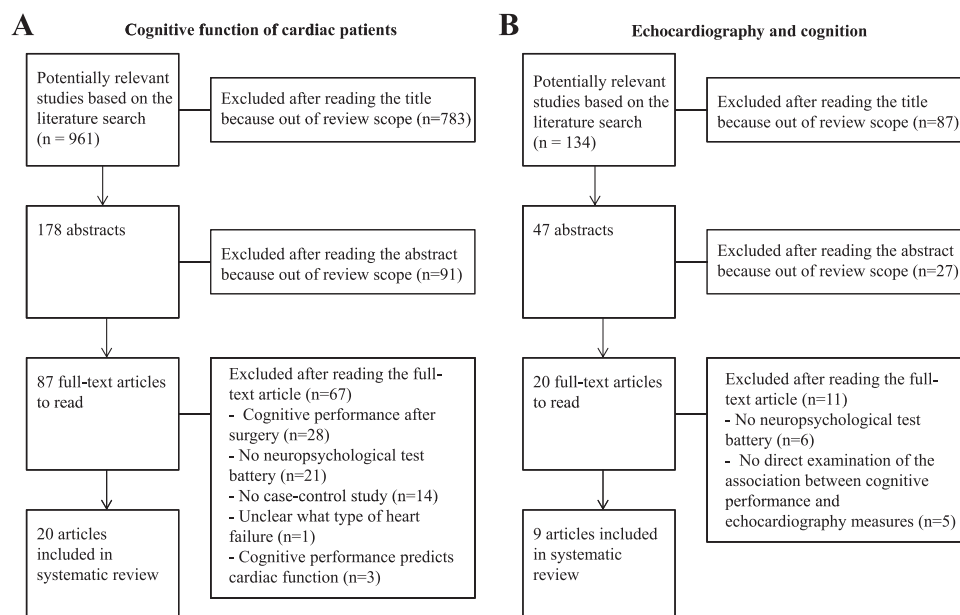 A
Cognitive function of cardiac patients
Potentially relevant
studies based on the
literature search
(n = 961)
Excluded after reading the title
because out of review scope (n=783)
178 abstracts
Excluded after reading the abstract
because out of review scope (n=91)
87 full-text articles
to read
Excluded after reading the full-
text article (n=67)
- Cognitive performance after
surgery (n=28)
- No neuropsychological test
battery (n=21)
- No case-control study (n=14)
- Unclear what type of heart
failure (n=1)
- Cognitive performance predicts
cardiac function (n=3)
20 articles
included in
systematic review
B
Echocardiography and cognition
Potentially relevant
studies based on the
literature search
(n = 134)
Excluded after reading the title
because out of review scope (n=87)
47 abstracts
Excluded after reading the abstract
because out of review scope (n=27)
20 full-text articles
to read
Excluded after reading the full-
text article (n=11)
- No neuropsychological test
battery (n=6)
- No direct examination of the
association between cognitive
performance and
echocardiography measures (n=5)
9 articles included
in systematic
review